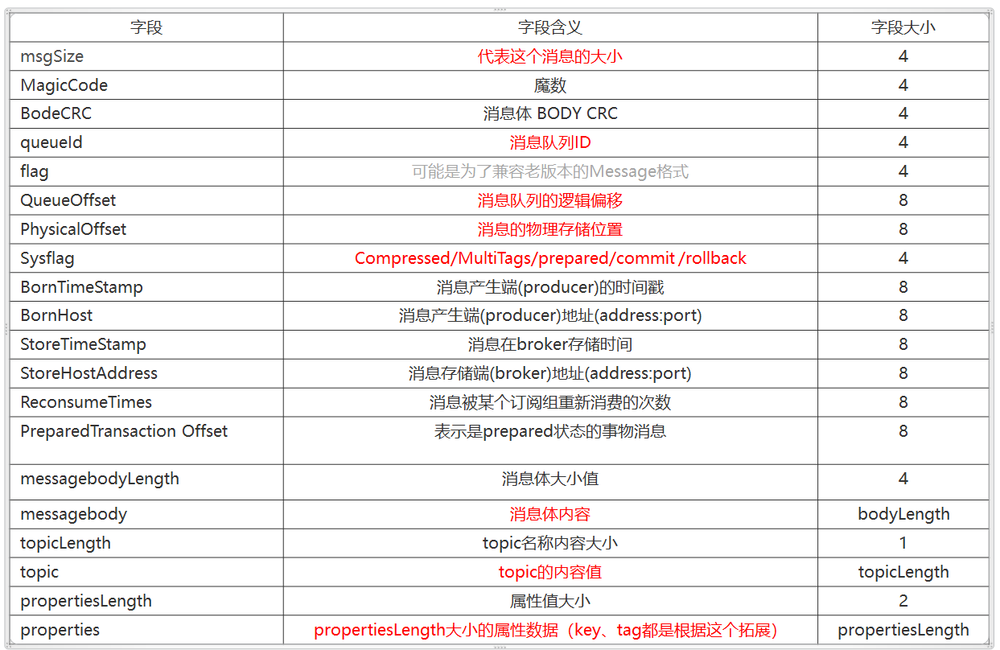 字段 字段含义 字段大小
msgSize 代表这个消息的大小 4
MagicCode 魔数 4
BodeCRC 消息体 BODY CRC 4
queueId 消息队列ID 4
flag 可能是为了兼容老版本的Message格式 4
QueueOffset 消息队列的逻辑偏移 8
PhysicalOffset 消息的物理存储位置 8
Sysflag Compressed/MultiTags/prepared/commit /rollback 4
BornTimeStamp 消息产生端(producer)的时间戳 8
BornHost 消息产生端(producer)地址(address:port) 8
StoreTimeStamp 消息在broker存储时间 8
StoreHostAddress 消息存储端(broker)地址(address:port) 8
ReconsumeTimes 消息被某个订阅组重新消费的次数 8
PreparedTransaction Offset 表示是prepared状态的事物消息 8
messagebodyLength 消息体大小值 4
messagebody 消息体内容 bodyLength
topicLength topic名称内容大小 1
topic topic的内容值 topicLength
propertiesLength 属性值大小 2
properties propertiesLength大小的属性数据（key、tag都是根据这个拓展） propertiesLength